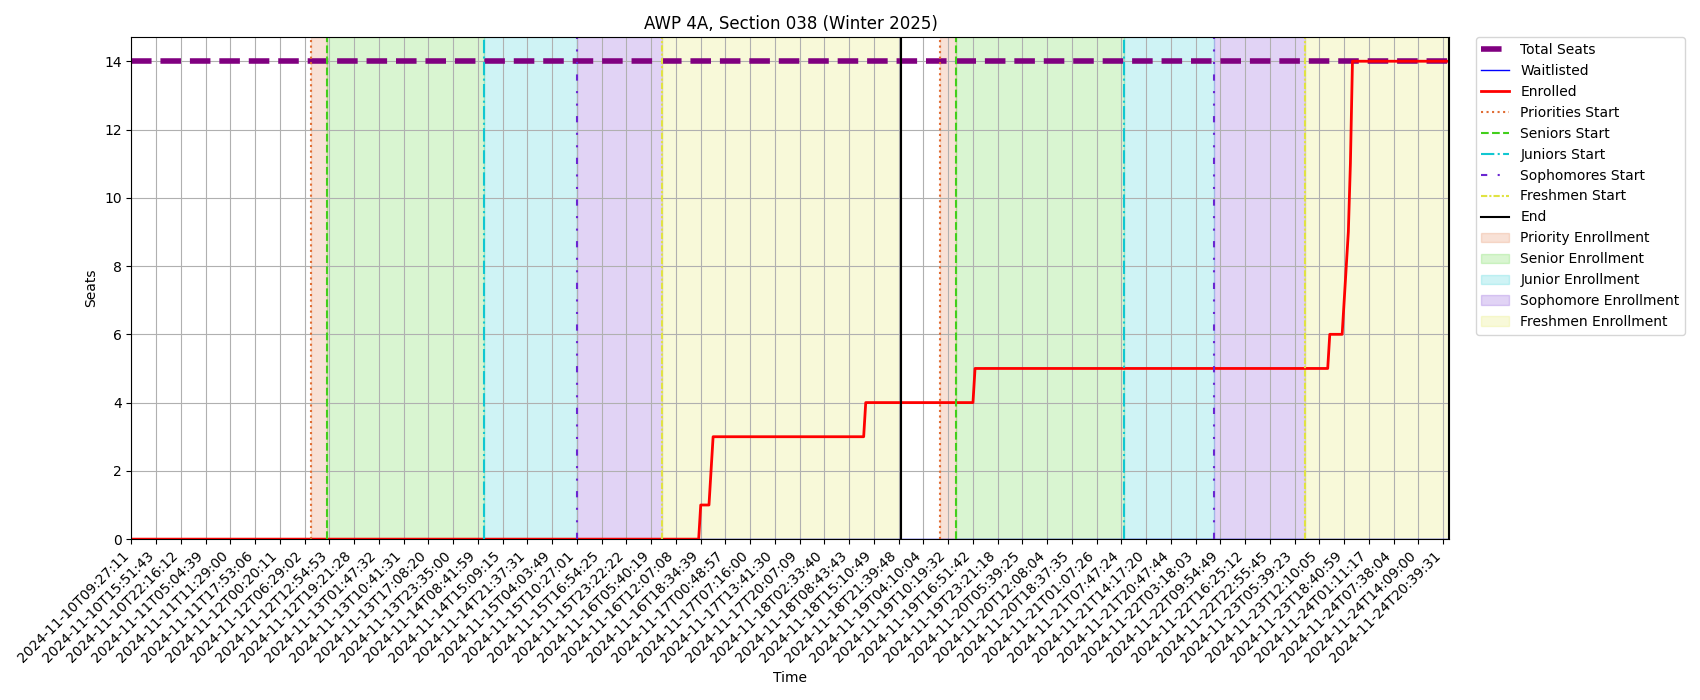 AWP 4A, Section 038 (Winter 2025)
Seats
14
12
10
8
6
4
2
0
2024-11-10T09:27:11
2024-11-10T15:51:43
2024-11-10T22:16:12
2024-11-11T05:04:39
2024-11-11T11:29:00
2024-11-11T17:53:06
2024-11-12T00:20:11
2024-11-12T06:29:02
2024-11-12T12:54:53
2024-11-12T19:21:28
2024-11-13T01:47:32
2024-11-13T10:41:31
2024-11-13T17:08:20
2024-11-13T23:35:00
2024-11-14T08:41:59
2024-11-14T15:09:15
2024-11-14T21:37:31
2024-11-15T04:03:49
2024-11-15T10:27:01
2024-11-15T16:54:25
2024-11-15T23:22:22
2024-11-16T05:40:19
2024-11-16T12:07:08
2024-11-16T18:34:39
2024-11-17T00:48:57
2024-11-17T07:16:00
2024-11-17T13:41:30
2024-11-17T20:07:09
2024-11-18T02:33:40
2024-11-18T08:43:43
2024-11-18T15:10:49
2024-11-18T21:39:48
2024-11-19T04:10:04
2024-11-19T10:19:32
2024-11-19T16:51:42
2024-11-19T23:21:18
2024-11-20T05:39:25
2024-11-20T12:08:04
2024-11-20T18:37:35
2024-11-21T01:07:26
2024-11-21T07:47:24
2024-11-21T14:17:20
2024-11-21T20:47:44
2024-11-22T03:18:03
2024-11-22T09:54:49
2024-11-22T16:25:12
2024-11-22T22:55:45
2024-11-23T05:39:23
2024-11-23T12:10:05
2024-11-23T18:40:59
2024-11-24T01:11:17
2024-11-24T07:38:04
2024-11-24T14:09:00
2024-11-24T20:39:31
Time
Total Seats
Waitlisted
Enrolled
Priorities Start
Seniors Start
Juniors Start
Sophomores Start
Freshmen Start
End
Priority Enrollment
Senior Enrollment
Junior Enrollment
Sophomore Enrollment
Freshmen Enrollment